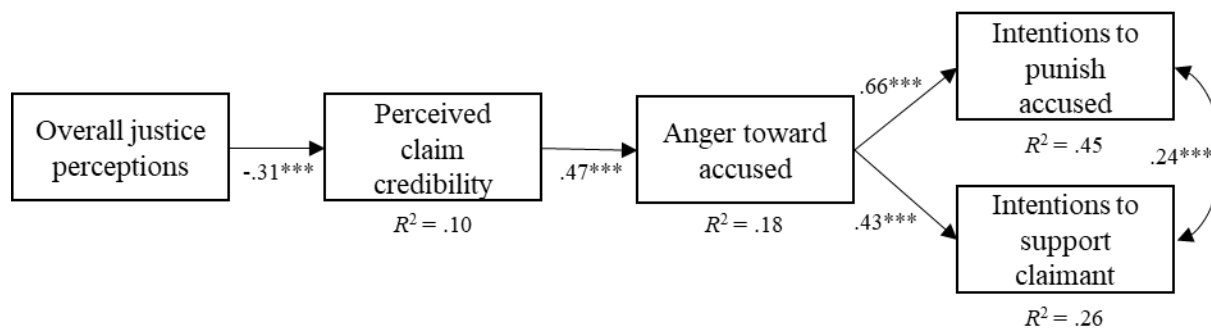 Overall justice
perceptions
-.31***
Perceived
claim
credibility
R² = .10
.47***
Anger toward
accused
R² = .18
.66***
.43***
Intentions to
punish
accused
R² = .45
.24***
Intentions to
support
claimant
R² = .26